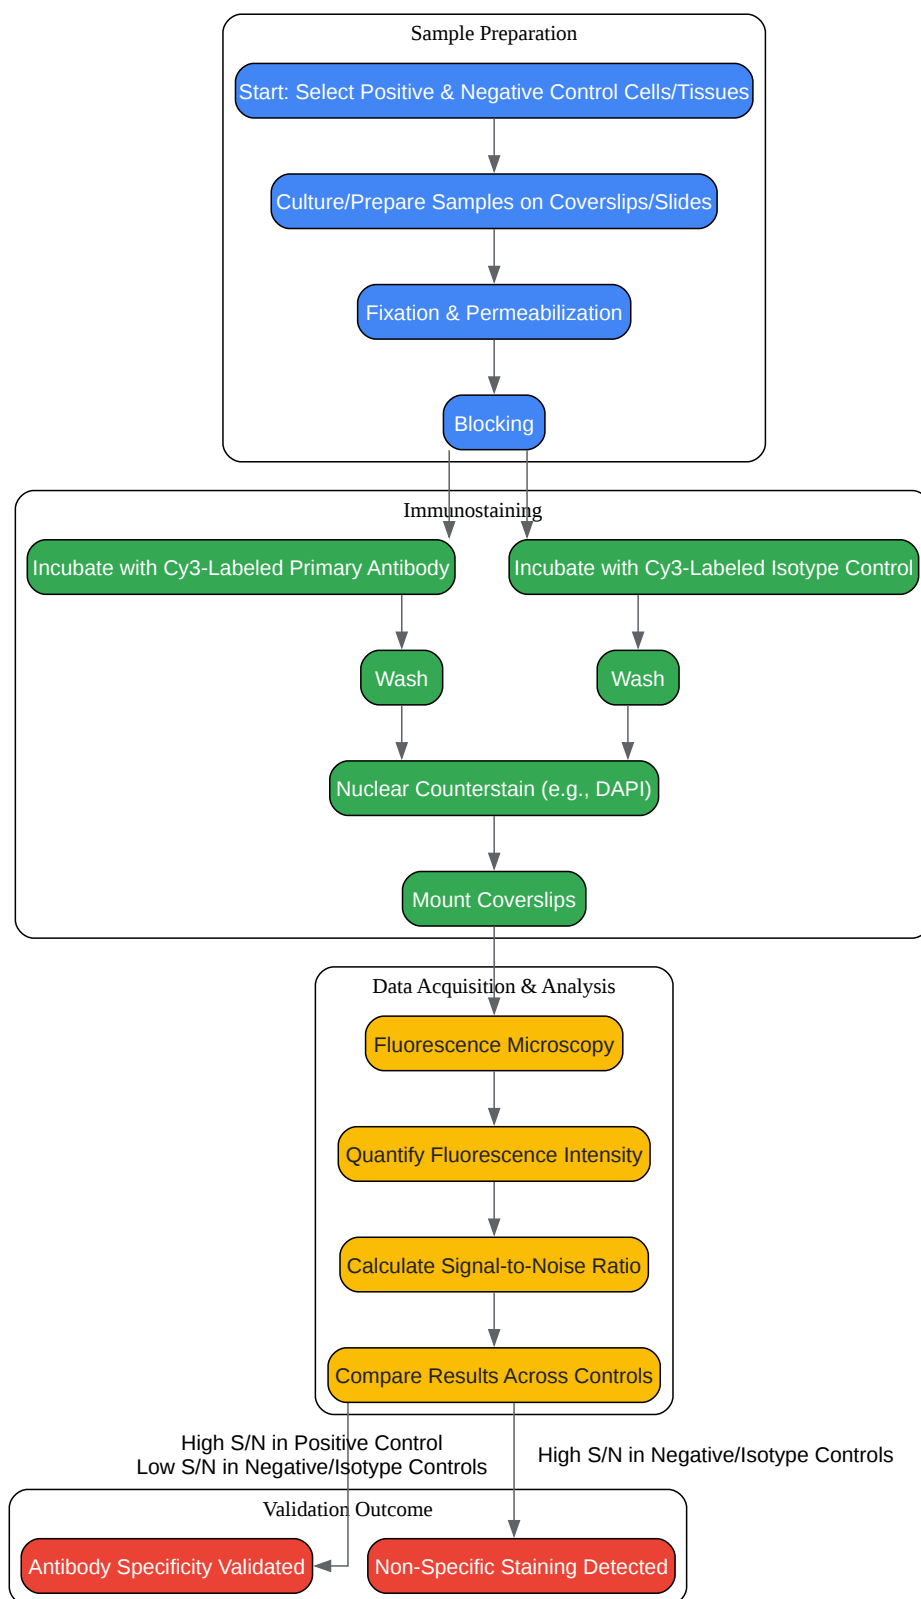 Sample Preparation
Start: Select Positive & Negative Control Cells/Tissues
Culture/Prepare Samples on Coverslips/Slides
Fixation & Permeabilization
Blocking
Immunostaining
Incubate with Cy3-Labeled Primary Antibody
Incubate with Cy3-Labeled Isotype Control
Wash
Wash
Nuclear Counterstain (e.g., DAPI)
Mount Coverslips
Data Acquisition & Analysis
Fluorescence Microscopy
Quantify Fluorescence Intensity
Calculate Signal-to-Noise Ratio
Compare Results Across Controls
High S/N in Positive Control
Low S/N in Negative/Isotype Controls
High S/N in Negative/Isotype Controls
Validation Outcome
Antibody Specificity Validated
Non-Specific Staining Detected